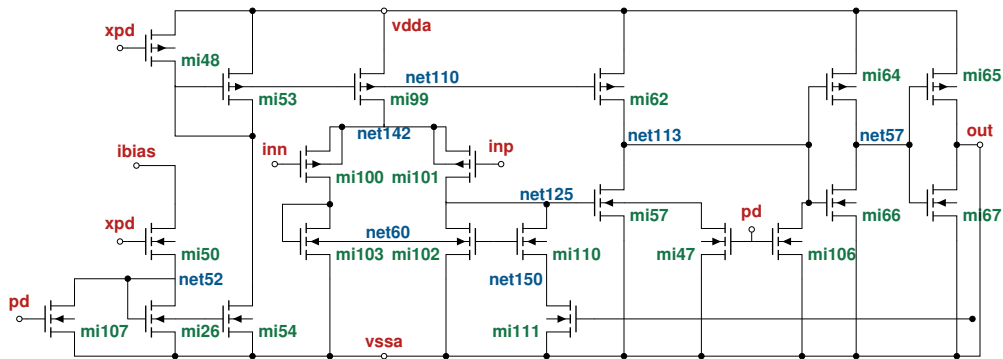 xpd
vdda
mi48
net110
mi64
mi65
mi53
mi99
mi62
net142
net113
net57
out
ibias
inn
inp
mi100
mi101
net125
xpd
net60
mi57
pd
mi66
mi67
mi50
mi103
mi102
mi110
mi47
mi106
net52
net150
pd
mi107
mi26
mi54
mi111
vssa